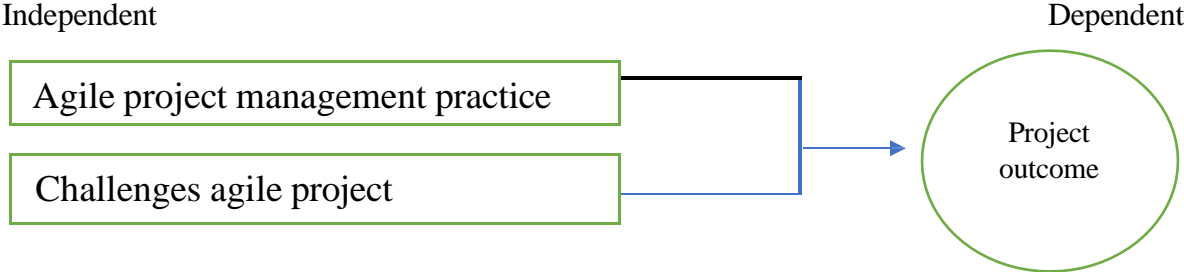 Independent
Dependent
Agile project management practice
Challenges agile project
Project
outcome